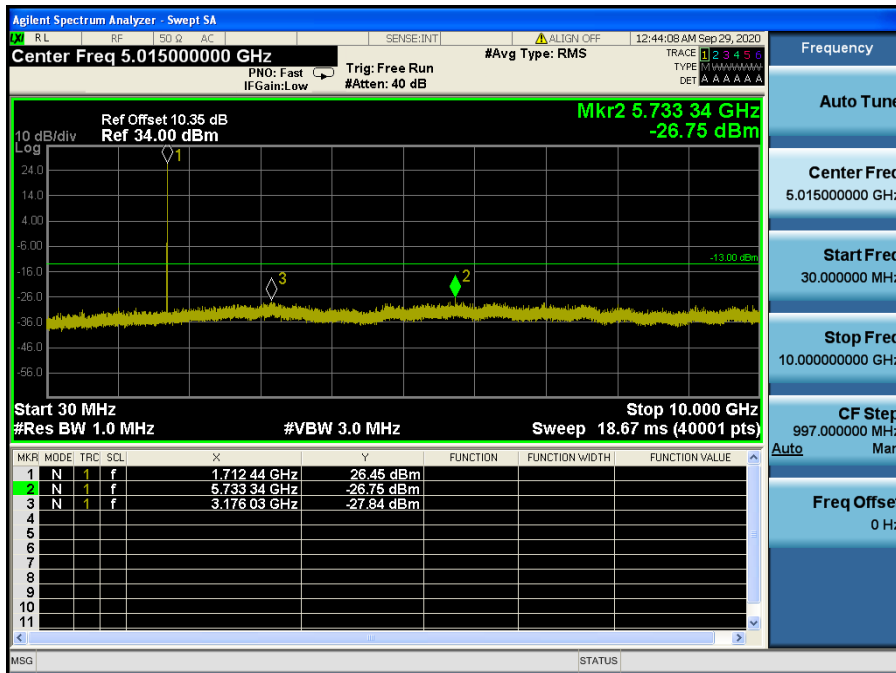 Agilent Spectrum Analyzer - Swept SA
LXI RL RF 50 Ω AC SENSE:INT ALIGN OFF 12:44:08 AM Sep 29, 2020
Center Freq 5.015000000 GHz #Avg Type: RMS TRACE 1 2 3 4 5 6
PNO: Fast Trig: Free Run TYPE M WWWWW
IFGain:Low #Atten: 40 dB DET A A A A A A
Frequency
Auto Tune
Center Freq
5.015000000 GHz
Start Freq
30.000000 MHz
Stop Freq
10.000000000 GHz
CF Step
997.000000 MHz
Auto Man
Freq Offset
0 Hz
Mkr2 5.733 34 GHz
-26.75 dBm
Ref Offset 10.35 dB
10 dB/div Ref 34.00 dBm
Log
24.0
14.0
4.00
-6.00
-16.0
-26.0
-36.0
-46.0
-56.0
1
3
2
-13.00 dBm
Start 30 MHz Stop 10.000 GHz
#Res BW 1.0 MHz #VBW 3.0 MHz Sweep 18.67 ms (40001 pts)
MKR MODE TRC SCL X Y FUNCTION FUNCTION WIDTH FUNCTION VALUE
1 N 1 f 1.712 44 GHz 26.45 dBm
2 N 1 f 5.733 34 GHz -26.75 dBm
3 N 1 f 3.176 03 GHz -27.84 dBm
4
5
6
7
8
9
10
11
MSG STATUS